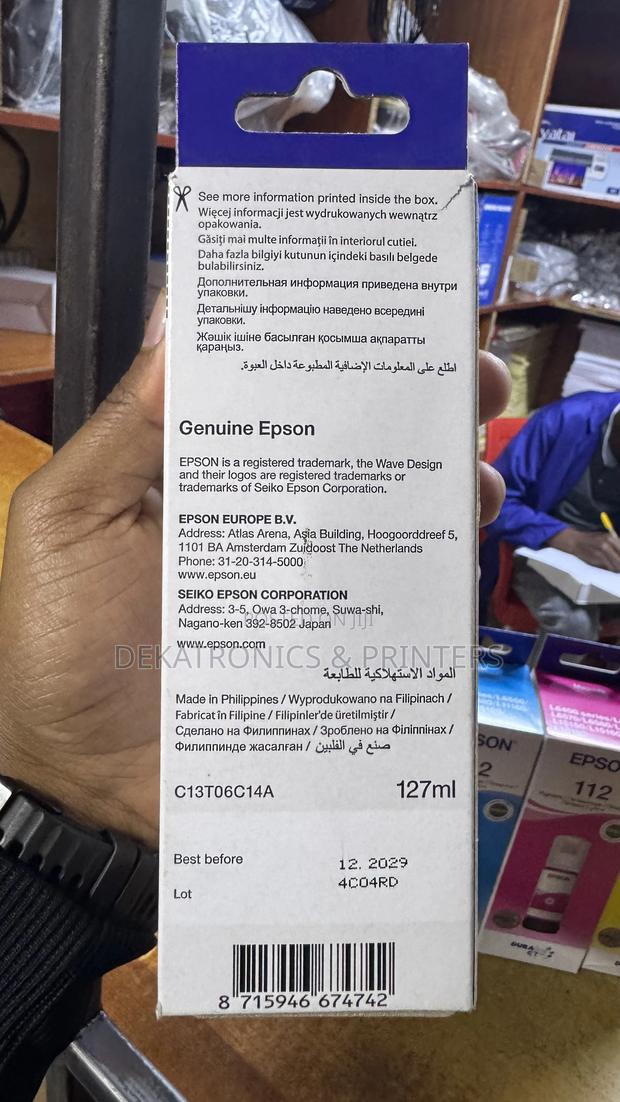 See more information printed inside the box.
Więcej informacji jest wydrukowanych wewnątrz
opakowania.
Găsiți mai multe informații în interiorul cutiei.
Daha fazla bilgiyi kutunun içindeki basılı belgede
bulabilirsiniz.
Дополнительная информация приведена внутри
упаковки.
Детальнішу інформацію наведено всередині
упаковки.
Жәшік ішіне басылған қосымша ақпаратты
қараңыз.
اطلع على المعلومات الإضافية المطبوعة داخل العبوة.
Genuine Epson
EPSON is a registered trademark, the Wave Design
and their logos are registered trademarks or
trademarks of Seiko Epson Corporation.
EPSON EUROPE B.V.
Address: Atlas Arena, Asia Building, Hoogoorddreef 5,
1101 BA Amsterdam Zuidoost The Netherlands
Phone: 31-20-314-5000
www.epson.eu
SEIKO EPSON CORPORATION
Address: 3-5, Owa 3-chome, Suwa-shi,
Nagano-ken 392-8502 Japan
www.epson.com
DEKATRONICS & PRINTERS
المواد الاستهلاكية للطابعة
Made in Philippines / Wyprodukowano na Filipinach /
Fabricat în Filipine / Filipinler'de üretilmiştir /
Сделано на Филиппинах / Зроблено на Філіппінах /
Филиппинде жасалған / صنع في الفلبين
C13T06C14A 127ml
Best before 12. 2029
Lot 4C04RD
8 715946 674742
SON
2
EPSO
112
EPSON